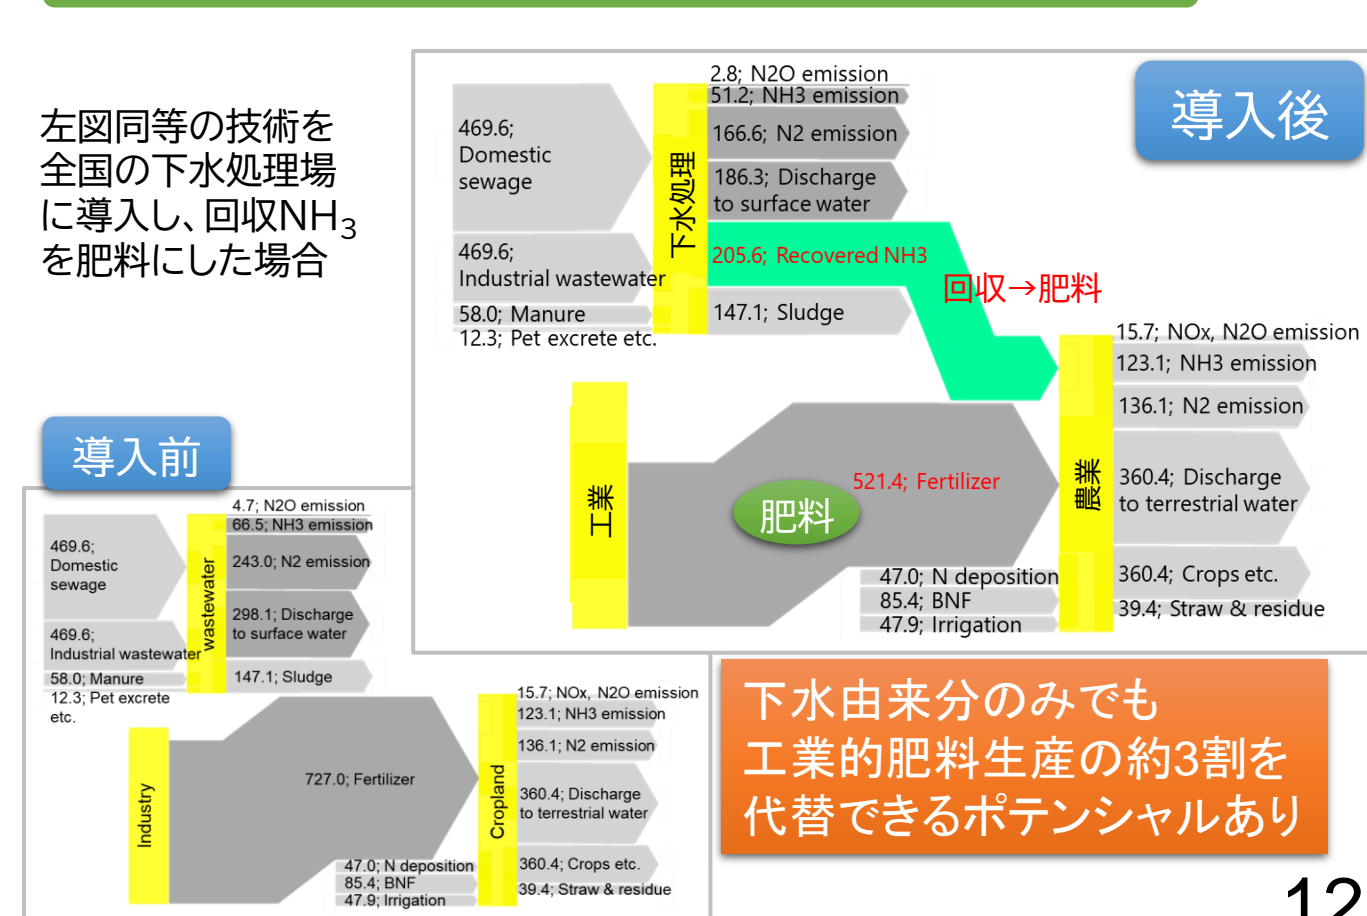 左図同等の技術を
全国の下水処理場
に導入し、回収NH3
を肥料にした場合
導入後
2.8; N2O emission
51.2; NH3 emission
469.6;
Domestic
sewage
166.6; N2 emission
186.3; Discharge
to surface water
下水処理
469.6;
Industrial wastewater
205.6; Recovered NH3
回収→肥料
58.0; Manure
147.1; Sludge
12.3; Pet excrete etc.
工業
肥料
521.4; Fertilizer
47.0; N deposition
85.4; BNF
47.9; Irrigation
農業
15.7; NOx, N2O emission
123.1; NH3 emission
136.1; N2 emission
360.4; Discharge
to terrestrial water
360.4; Crops etc.
39.4; Straw & residue
導入前
4.7; N2O emission
66.5; NH3 emission
469.6;
Domestic
sewage
243.0; N2 emission
298.1; Discharge
to surface water
wastewater
469.6;
Industrial wastewater
58.0; Manure
147.1; Sludge
12.3; Pet excrete
etc.
Industry
727.0; Fertilizer
47.0; N deposition
85.4; BNF
47.9; Irrigation
Cropland
15.7; NOx, N2O emission
123.1; NH3 emission
136.1; N2 emission
360.4; Discharge
to terrestrial water
360.4; Crops etc.
39.4; Straw & residue
下水由来分のみでも
工業的肥料生産の約3割を
代替できるポテンシャルあり
12